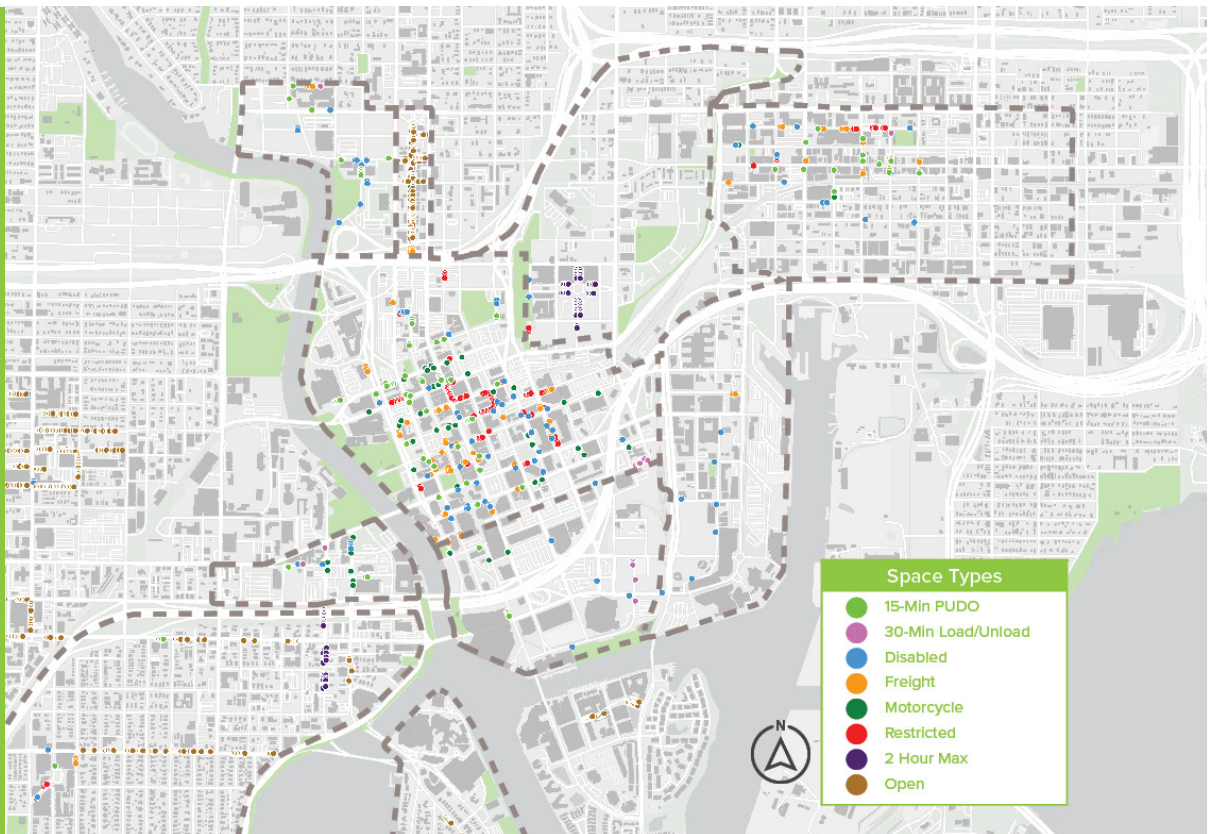 N
Space Types
15-Min PUDO
30-Min Load/Unload
Disabled
Freight
Motorcycle
Restricted
2 Hour Max
Open